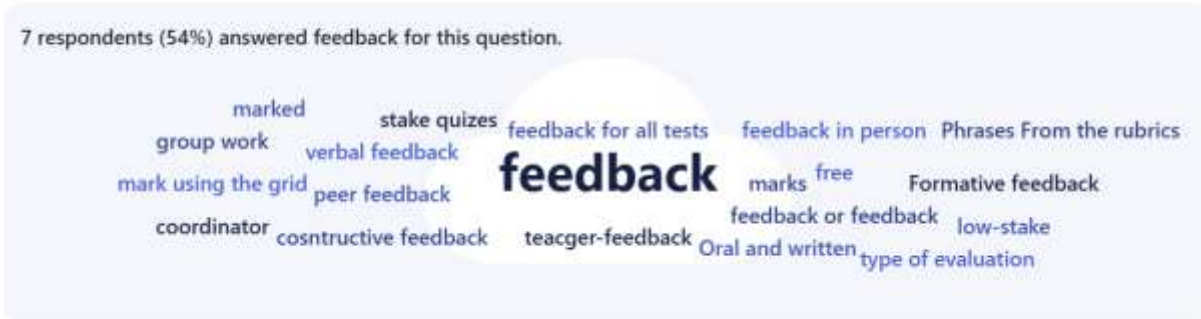 7 respondents (54%) answered feedback for this question.
marked
stake quizes
feedback for all tests
feedback in person
Phrases From the rubrics
group work
verbal feedback
feedback
mark using the grid
peer feedback
marks
free
Formative feedback
feedback or feedback
low-stake
coordinator
cosntructive feedback
teacger-feedback
Oral and written
type of evaluation